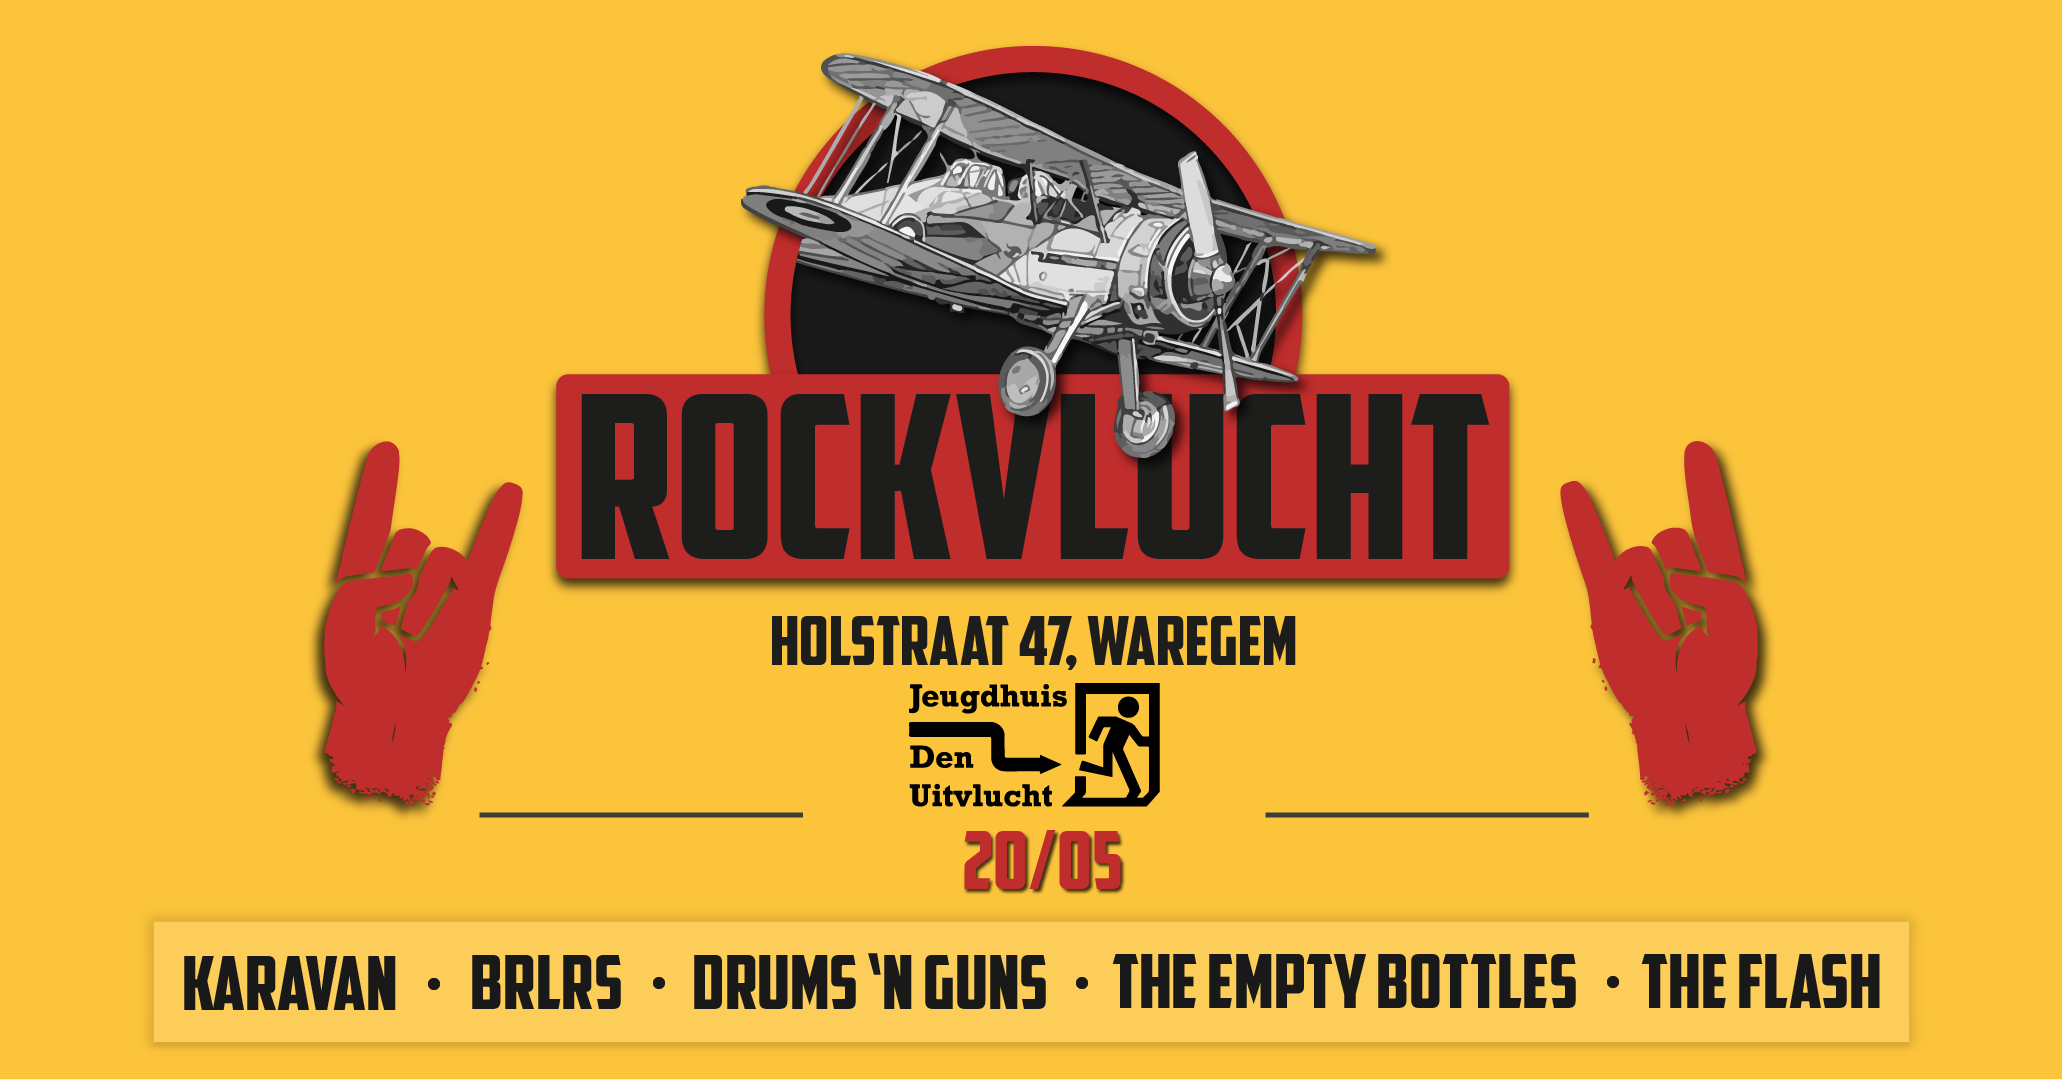 ROCKVLUCHT
HOLSTRAAT 47, WAREGEM
Jeugdhuis
Den
Uitvlucht
20/05
KARAVAN • BRLRS • DRUMS 'N GUNS • THE EMPTY BOTTLES • THE FLASH